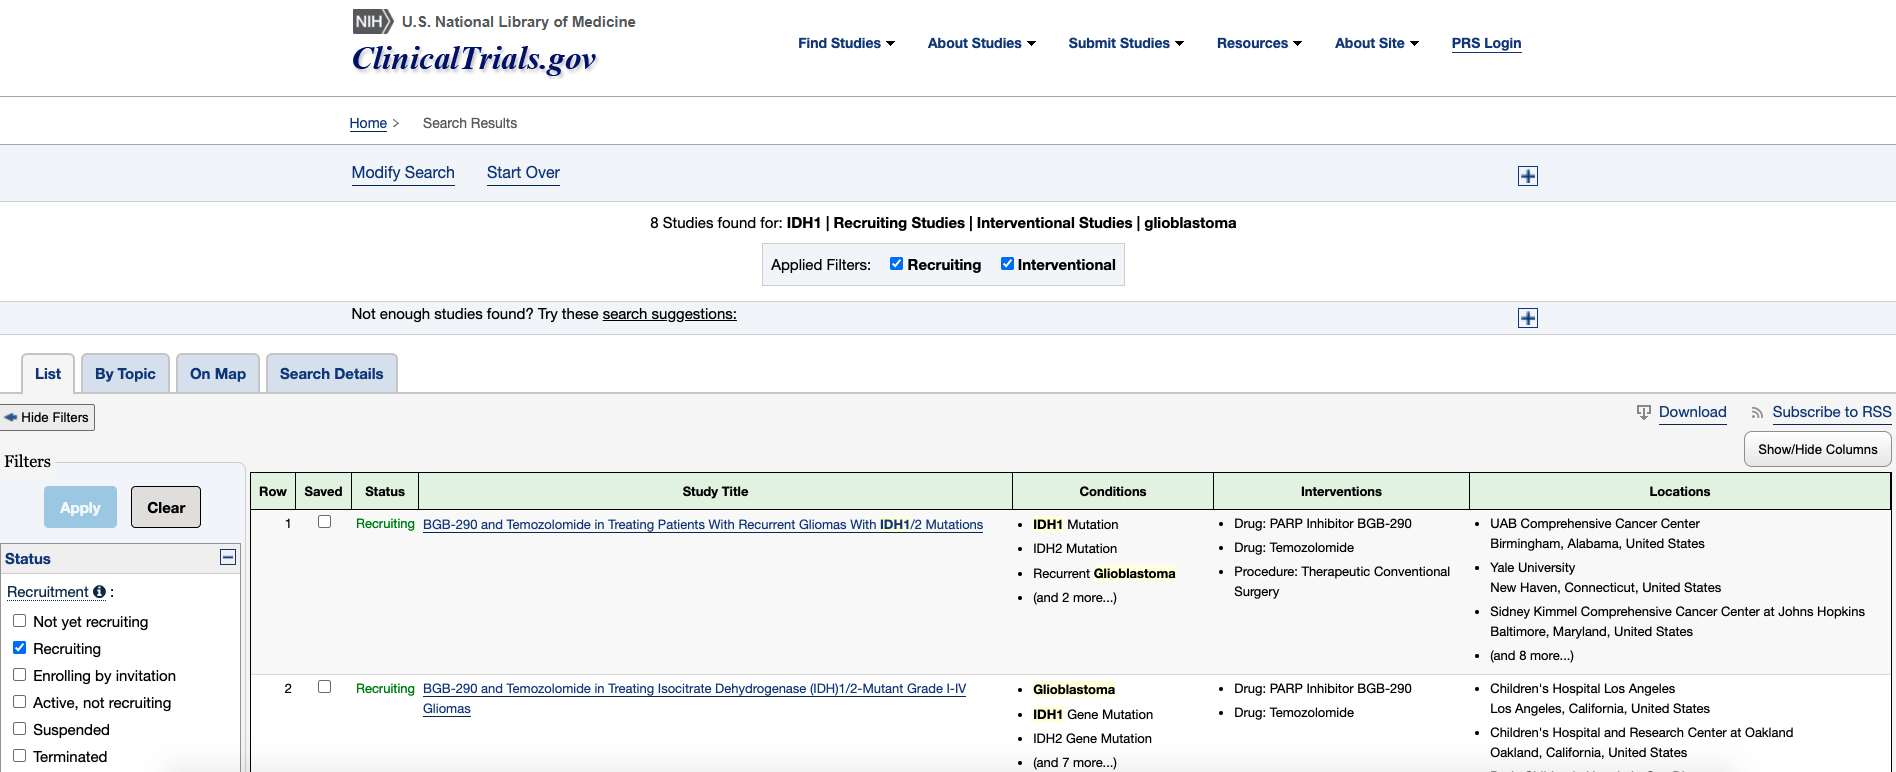 NIH U.S. National Library of Medicine
ClinicalTrials.gov
Find Studies About Studies Submit Studies Resources About Site PRS Login
Home > Search Results
Modify Search Start Over
8 Studies found for: IDH1 | Recruiting Studies | Interventional Studies | glioblastoma
Applied Filters: Recruiting Interventional
Not enough studies found? Try these search suggestions:
List By Topic On Map Search Details
Hide Filters
Download Subscribe to RSS
Show/Hide Columns
Filters
Apply Clear
Status
Recruitment :
Not yet recruiting
Recruiting
Enrolling by invitation
Active, not recruiting
Suspended
Terminated
Row Saved Status Study Title Conditions Interventions Locations
1 Recruiting BGB-290 and Temozolomide in Treating Patients With Recurrent Gliomas With IDH1/2 Mutations
• IDH1 Mutation
• IDH2 Mutation
• Recurrent Glioblastoma
• (and 2 more...)
• Drug: PARP Inhibitor BGB-290
• Drug: Temozolomide
• Procedure: Therapeutic Conventional
Surgery
• UAB Comprehensive Cancer Center
Birmingham, Alabama, United States
• Yale University
New Haven, Connecticut, United States
• Sidney Kimmel Comprehensive Cancer Center at Johns Hopkins
Baltimore, Maryland, United States
• (and 8 more...)
2 Recruiting BGB-290 and Temozolomide in Treating Isocitrate Dehydrogenase (IDH)1/2-Mutant Grade I-IV
Gliomas
• Glioblastoma
• IDH1 Gene Mutation
• IDH2 Gene Mutation
• (and 7 more...)
• Drug: PARP Inhibitor BGB-290
• Drug: Temozolomide
• Children's Hospital Los Angeles
Los Angeles, California, United States
• Children's Hospital and Research Center at Oakland
Oakland, California, United States